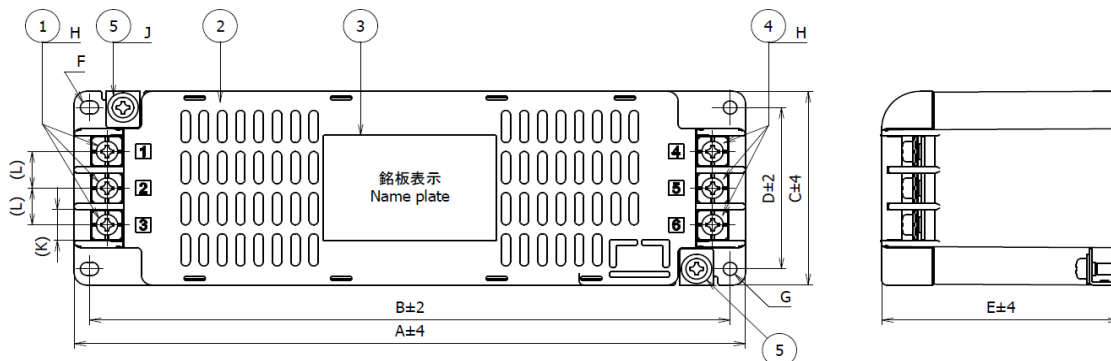 1 H 5 J 2 3 4 H
F
1 4
(L)
2 銘板表示 5
Name plate
(L)
3 6
(K)
D±2
C±4
G
B±2
E±4
A±4
5